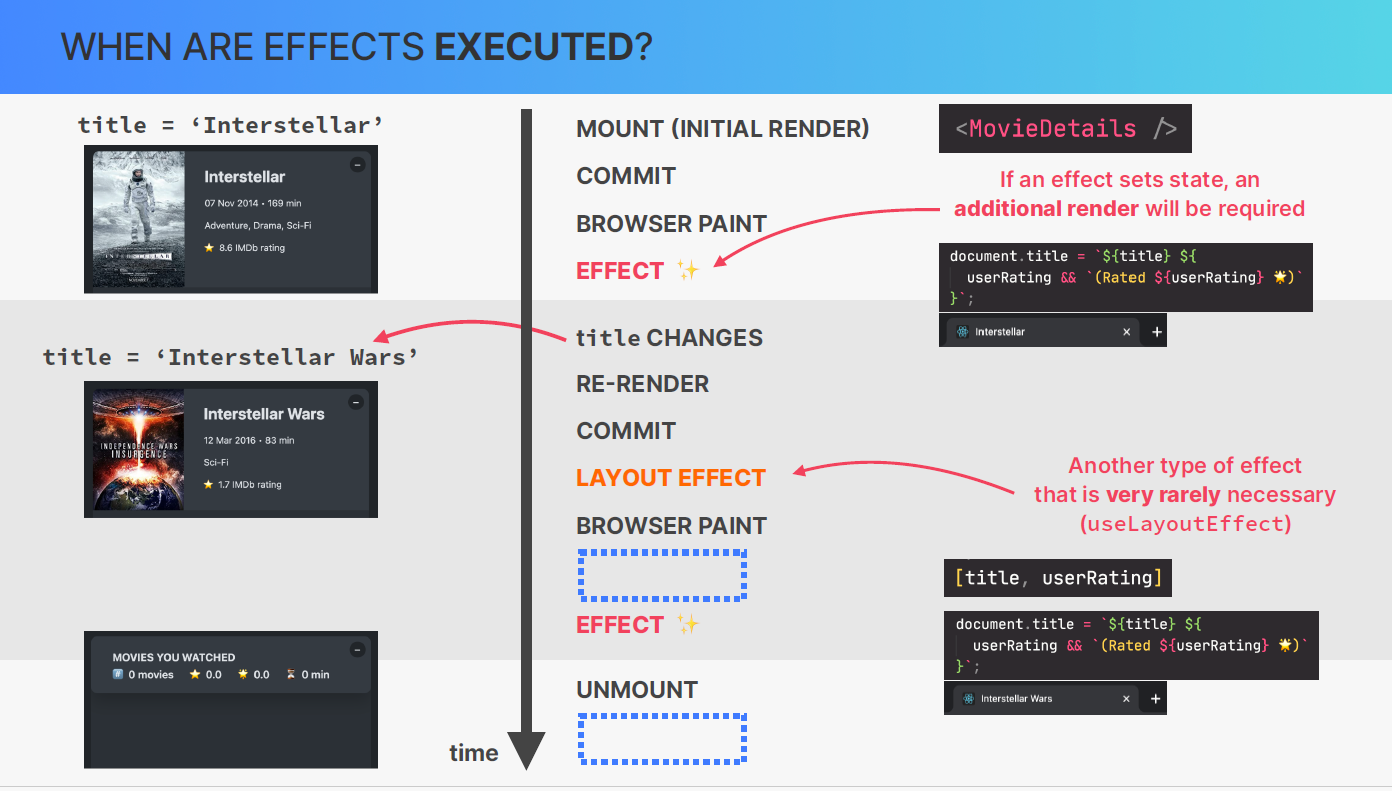 WHEN ARE EFFECTS EXECUTED?
title = ‘Interstellar’
Interstellar
07 Nov 2014 • 169 min
Adventure, Drama, Sci-Fi
⭐ 8.6 IMDb rating
INTERSTELLAR
title = ‘Interstellar Wars’
Interstellar Wars
12 Mar 2016 • 83 min
Sci-Fi
⭐ 1.7 IMDb rating
INDEPENDENCE WARS
INSURGENCE
MOVIES YOU WATCHED
#️⃣ 0 movies ⭐ 0.0 🌟 0.0 ⏳ 0 min
time
MOUNT (INITIAL RENDER)
COMMIT
BROWSER PAINT
EFFECT ✨
title CHANGES
RE-RENDER
COMMIT
LAYOUT EFFECT
BROWSER PAINT
EFFECT ✨
UNMOUNT
<MovieDetails />
If an effect sets state, an
additional render will be required
document.title = `${title} ${
userRating && `(Rated ${userRating} 🌟)`
}`;
Interstellar × +
Another type of effect
that is very rarely necessary
(useLayoutEffect)
[title, userRating]
document.title = `${title} ${
userRating && `(Rated ${userRating} 🌟)`
}`;
Interstellar Wars × +